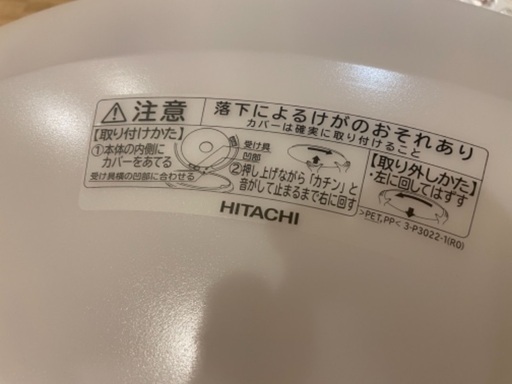 ⚠注意
落下によるけがのおそれあり
カバーは確実に取り付けること
【取り付けかた】
①本体の内側に
カバーをあてる
受け具横の凹部に合わせる
受け具
凹部
②押し上げながら「カチン」と
音がして止まるまで右に回す
【取り外しかた】
・左に回してはずす
>PET,PP< 3-P3022-1(R0)
HITACHI